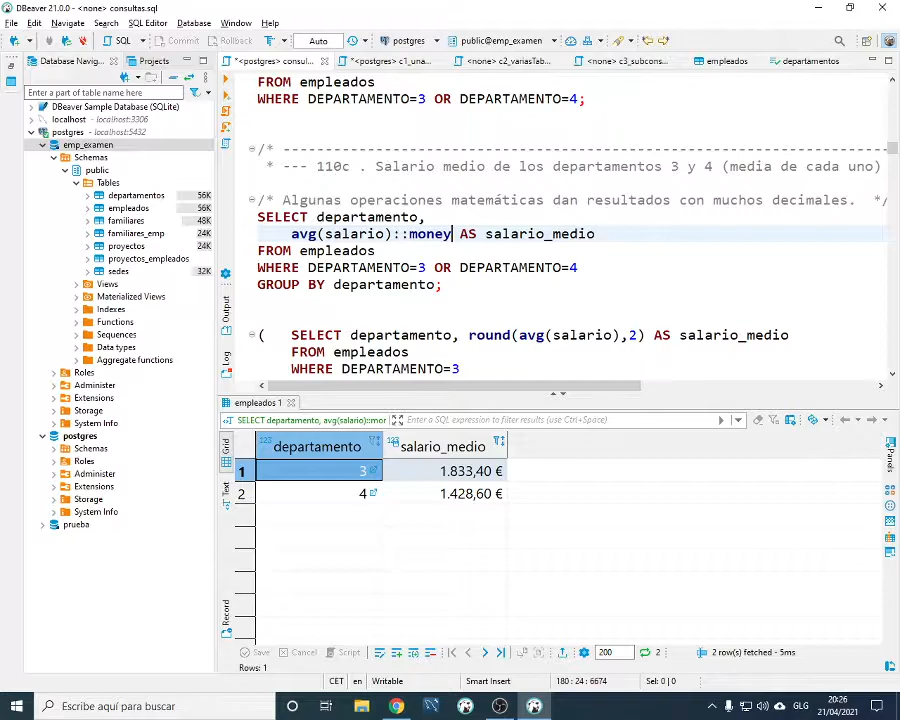 DBeaver 21.0.0 - <none> consultas.sql
File Edit Navigate Search SQL Editor Database Window Help
SQL Commit Rollback Auto postgres public@emp_examen
Database Navig... Projects
*<postgres> consul... *<postgres> c1_una... <none> c2_variasTab... <none> c3_subcons... empleados departamentos
Enter a part of table name here
DBeaver Sample Database (SQLite)
localhost - localhost:3306
postgres - localhost:5432
emp_examen
Schemas
public
Tables
departamentos 56K
empleados 56K
familiares 48K
familiares_emp 24K
proyectos 24K
proyectos_empleados
sedes 32K
Views
Materialized Views
Indexes
Functions
Sequences
Data types
Aggregate functions
Roles
Administer
Extensions
Storage
System Info
postgres
Schemas
Roles
Administer
Extensions
Storage
System Info
prueba
FROM empleados
WHERE DEPARTAMENTO=3 OR DEPARTAMENTO=4;
/* -----------------------------------------------------------------------
* --- 110c . Salario medio de los departamentos 3 y 4 (media de cada uno)
/* Algunas operaciones matemáticas dan resultados con muchos decimales. */
SELECT departamento,
avg(salario)::money AS salario_medio
FROM empleados
WHERE DEPARTAMENTO=3 OR DEPARTAMENTO=4
GROUP BY departamento;
( SELECT departamento, round(avg(salario),2) AS salario_medio
FROM empleados
WHERE DEPARTAMENTO=3
Output
Log
empleados 1
SELECT departamento, avg(salario)::mor Enter a SQL expression to filter results (use Ctrl+Space)
Grid
Text
Record
Panels
123 departamento 123 salario_medio
1 3 1.833,40 €
2 4 1.428,60 €
Save Cancel Script 200 2 2 row(s) fetched - 5ms
Rows: 1
CET en Writable Smart Insert 180 : 24 : 6674 Sel: 0 | 0
Escribe aquí para buscar
GLG
20:26
21/04/2021